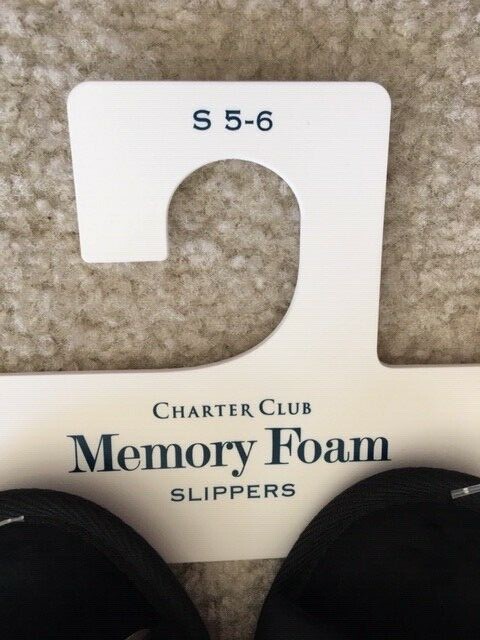 S 5-6
CHARTER CLUB
Memory Foam
SLIPPERS